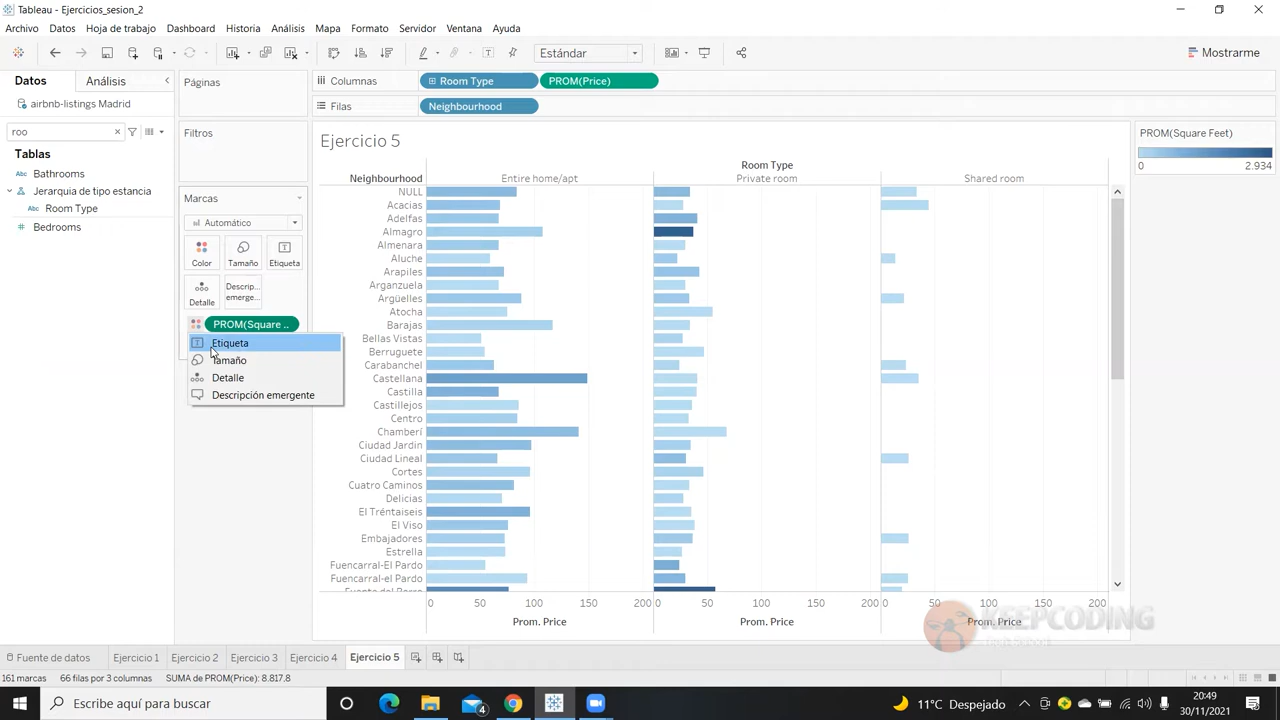 Tableau - Ejercicios_sesion_2
Archivo Datos Hoja de trabajo Dashboard Historia Análisis Mapa Formato Servidor Ventana Ayuda
Estándar
Mostrarme
Datos Análisis
airbnb-listings Madrid
roo
Tablas
Bathrooms
Jerarquia de tipo estancia
Room Type
Bedrooms
Páginas
Filtros
Marcas
Automático
Color Tamaño Etiqueta
Detalle Descrip... emerge...
PROM(Square ..
Etiqueta
Tamaño
Detalle
Descripción emergente
Columnas Room Type PROM(Price)
Filas Neighbourhood
Ejercicio 5
Room Type
Neighbourhood Entire home/apt Private room Shared room
NULL
Acacias
Adelfas
Almagro
Almenara
Aluche
Arapiles
Arganzuela
Argüelles
Atocha
Barajas
Bellas Vistas
Berruguete
Carabanchel
Castellana
Castilla
Castillejos
Centro
Chamberí
Ciudad Jardin
Ciudad Lineal
Cortes
Cuatro Caminos
Delicias
El Tréntaiseis
El Viso
Embajadores
Estrella
Fuencarral-El Pardo
Fuencarral-el Pardo
0 50 100 150 200 0 50 100 150 200 0 50 100 150 200
Prom. Price Prom. Price Prom. Price
PROM(Square Feet)
0 2.934
KEEPCODING
Fuente de datos Ejercicio 1 Ejercicio 2 Ejercicio 3 Ejercicio 4 Ejercicio 5
161 marcas 66 filas por 3 columnas SUMA de PROM(Price): 8.817.8
Escribe aquí para buscar
4
11°C Despejado
20:49
30/11/2021